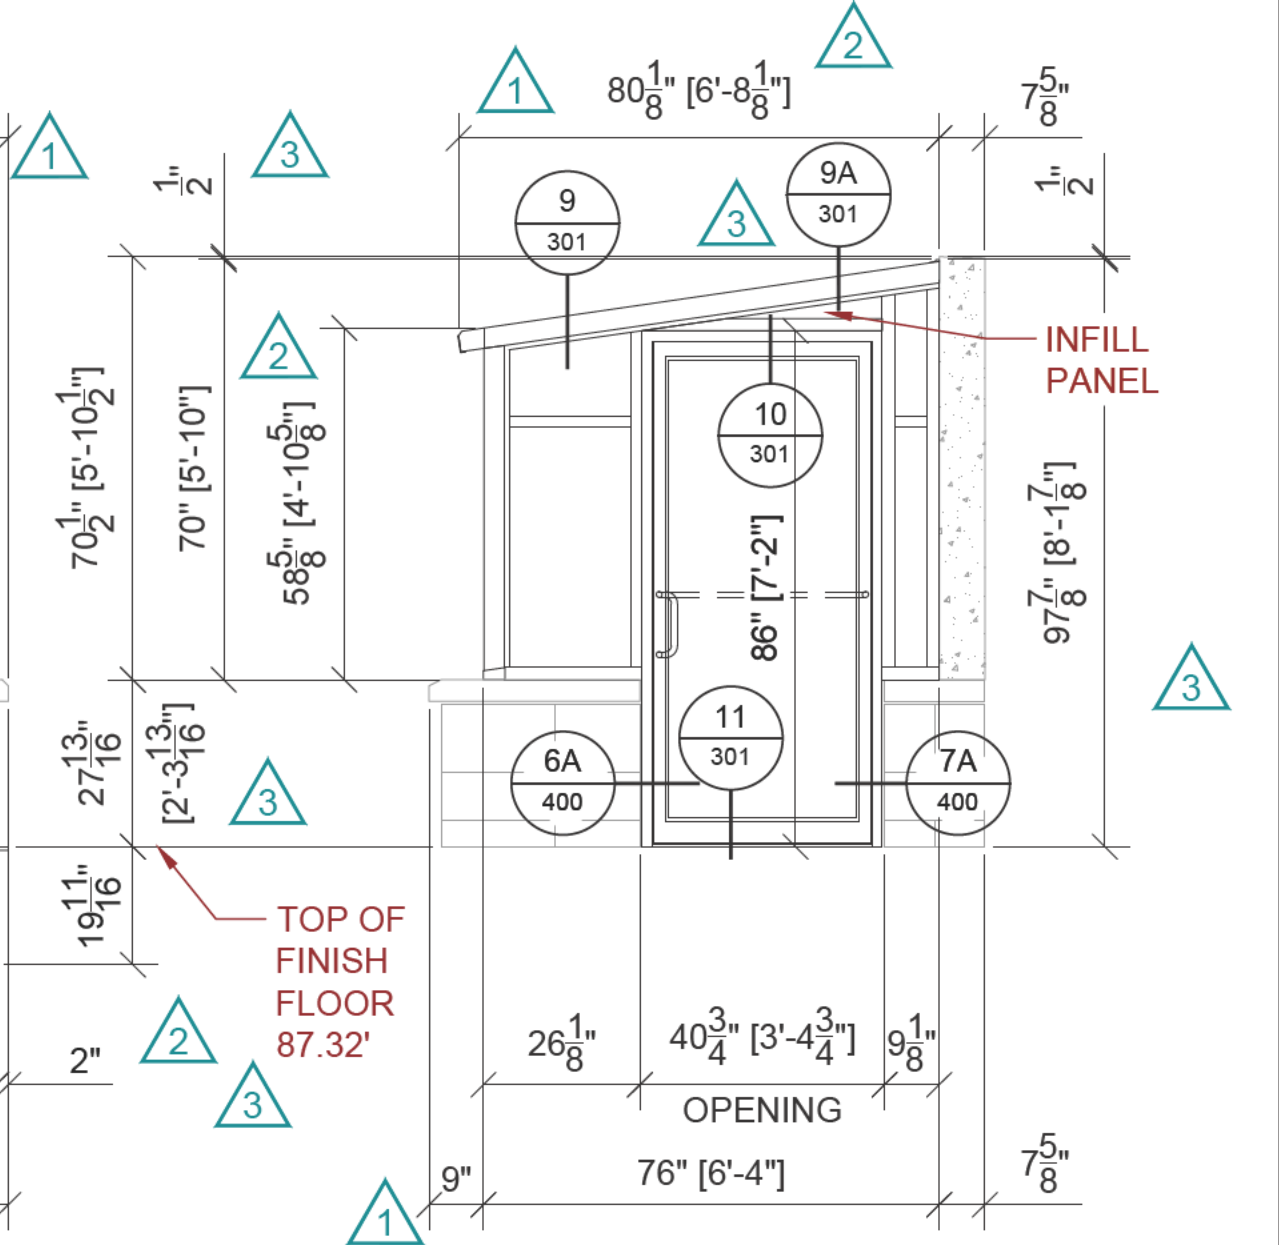 2
1
80 1/8" [6'-8 1/8"]
7 5/8"
1
3
1/2"
9
301
3
9A
301
1/2"
2
INFILL
PANEL
70 1/2" [5'-10 1/2"]
70" [5'-10"]
58 5/8" [4'-10 5/8"]
10
301
86" [7'-2"]
97 7/8" [8'-1 7/8"]
3
27 13/16"
[2'-3 13/16"]
3
6A
400
11
301
7A
400
19 11/16"
TOP OF
FINISH
FLOOR
87.32'
2
2"
3
26 1/8"
40 3/4" [3'-4 3/4"]
9 1/8"
OPENING
9"
76" [6'-4"]
7 5/8"
1